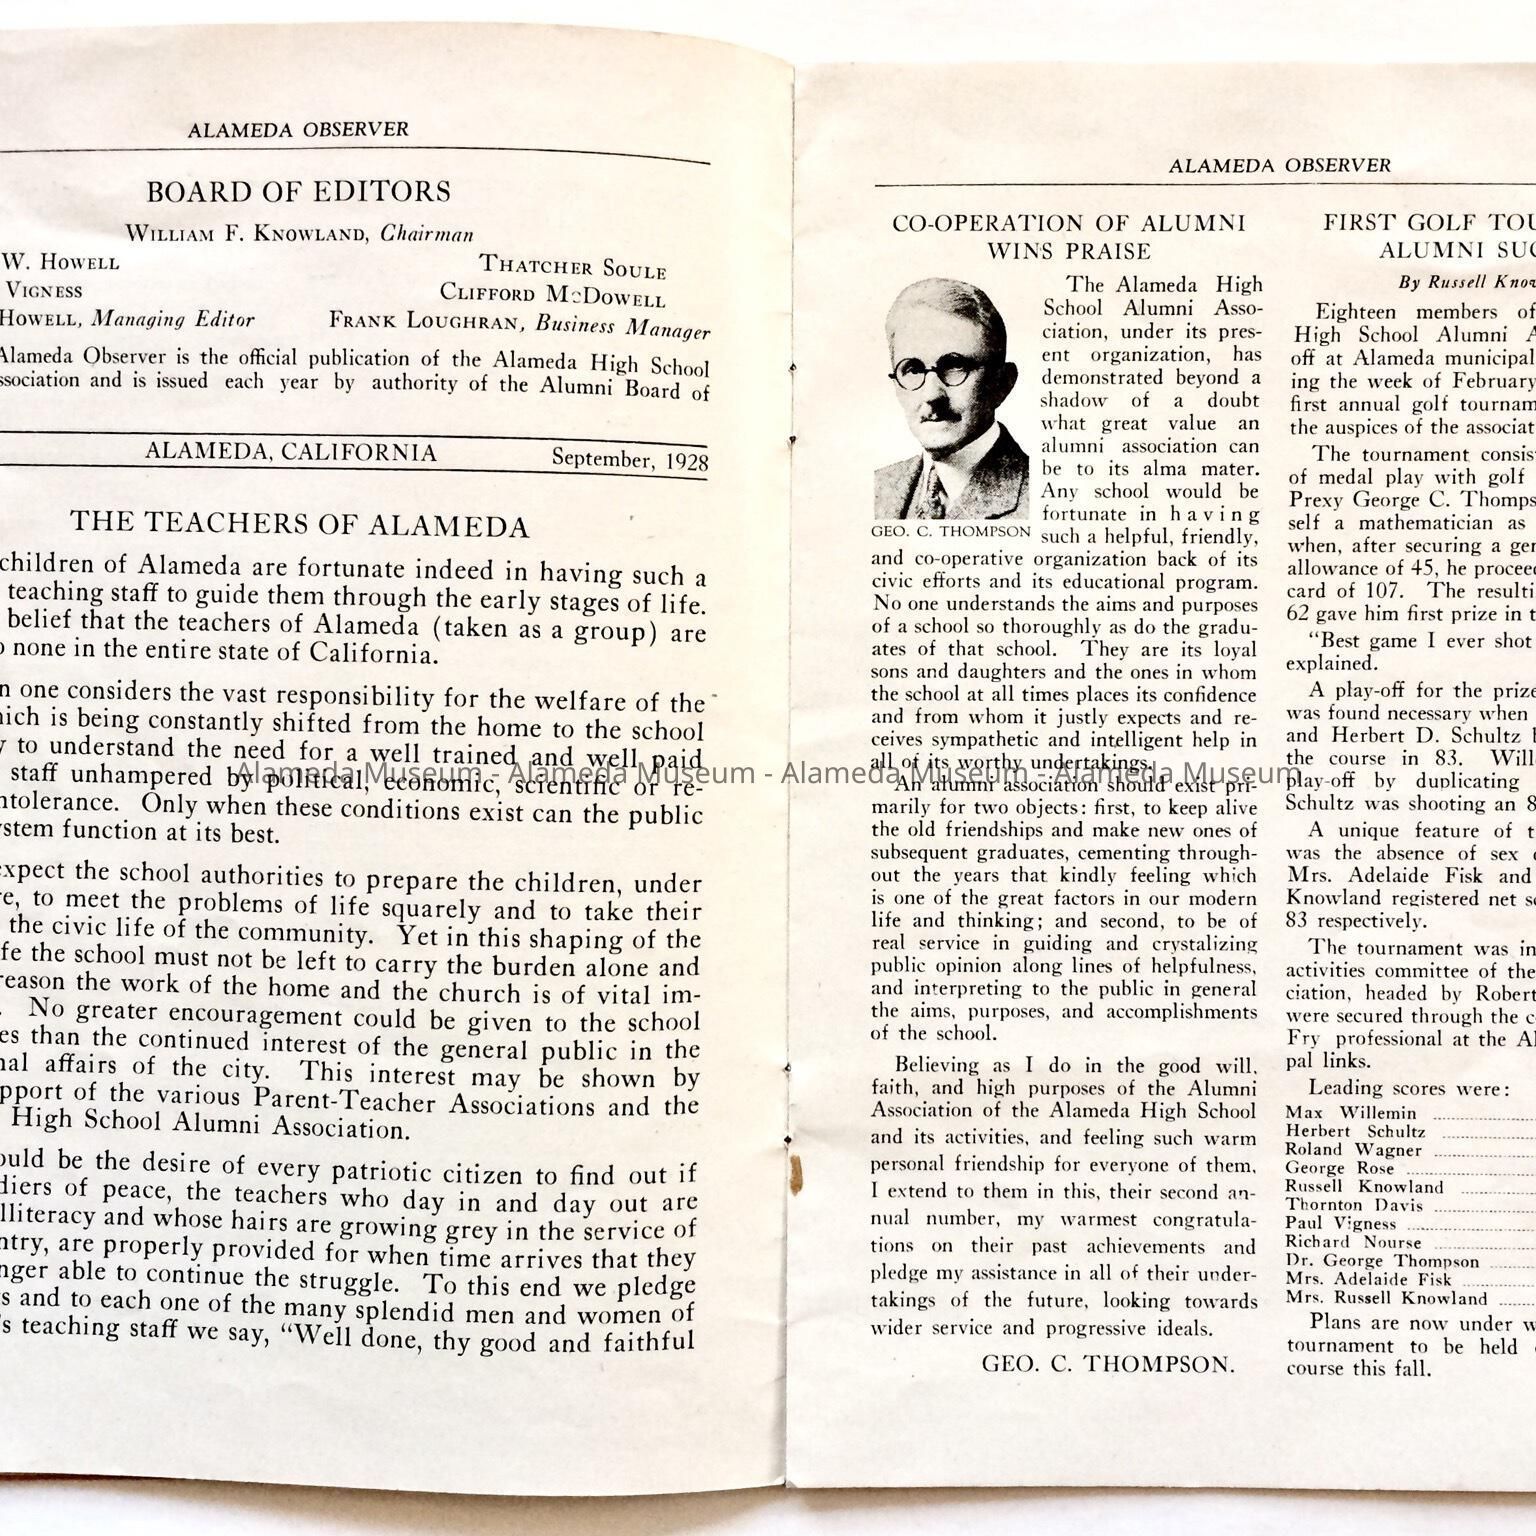 ALAMEDA OBSERVER
BOARD OF EDITORS
WILLIAM F. KNOWLAND, Chairman
W. HOWELL
THATCHER SOULE
VIGNESS
CLIFFORD McDOWELL
HOWELL, Managing Editor
FRANK LOUGHRAN, Business Manager
Alameda Observer is the official publication of the Alameda High School
ssociation and is issued each year by authority of the Alumni Board of
ALAMEDA, CALIFORNIA
September, 1928
THE TEACHERS OF ALAMEDA
children of Alameda are fortunate indeed in having such a
teaching staff to guide them through the early stages of life.
belief that the teachers of Alameda (taken as a group) are
o none in the entire state of California.
n one considers the vast responsibility for the welfare of the
hich is being constantly shifted from the home to the school
y to understand the need for a well trained and well paid
staff unhampered by political, economic, scientific or re-
ntolerance. Only when these conditions exist can the public
ystem function at its best.
expect the school authorities to prepare the children, under
re, to meet the problems of life squarely and to take their
the civic life of the community. Yet in this shaping of the
fe the school must not be left to carry the burden alone and
reason the work of the home and the church is of vital im-
. No greater encouragement could be given to the school
es than the continued interest of the general public in the
nal affairs of the city. This interest may be shown by
pport of the various Parent-Teacher Associations and the
High School Alumni Association.
ould be the desire of every patriotic citizen to find out if
diers of peace, the teachers who day in and day out are
lliteracy and whose hairs are growing grey in the service of
ntry, are properly provided for when time arrives that they
nger able to continue the struggle. To this end we pledge
s and to each one of the many splendid men and women of
's teaching staff we say, "Well done, thy good and faithful
ALAMEDA OBSERVER
CO-OPERATION OF ALUMNI
WINS PRAISE
The Alameda High
School Alumni Asso-
ciation, under its pres-
ent organization, has
demonstrated beyond a
shadow of a doubt
what great value an
alumni association can
be to its alma mater.
Any school would be
fortunate in having
GEO. C. THOMPSON
such a helpful, friendly,
and co-operative organization back of its
civic efforts and its educational program.
No one understands the aims and purposes
of a school so thoroughly as do the gradu-
ates of that school. They are its loyal
sons and daughters and the ones in whom
the school at all times places its confidence
and from whom it justly expects and re-
ceives sympathetic and intelligent help in
all of its worthy undertakings.
An alumni association should exist pri-
marily for two objects: first, to keep alive
the old friendships and make new ones of
subsequent graduates, cementing through-
out the years that kindly feeling which
is one of the great factors in our modern
life and thinking; and second, to be of
real service in guiding and crystalizing
public opinion along lines of helpfulness,
and interpreting to the public in general
the aims, purposes, and accomplishments
of the school.
Believing as I do in the good will,
faith, and high purposes of the Alumni
Association of the Alameda High School
and its activities, and feeling such warm
personal friendship for everyone of them,
I extend to them in this, their second an-
nual number, my warmest congratula-
tions on their past achievements and
pledge my assistance in all of their under-
takings of the future, looking towards
wider service and progressive ideals.
GEO. C. THOMPSON.
FIRST GOLF TOU
ALUMNI SUC
By Russell Know
Eighteen members of
High School Alumni A
off at Alameda municipal
ing the week of February
first annual golf tournam
the auspices of the associat
The tournament consis
of medal play with golf
Prexy George C. Thomps
self a mathematician as
when, after securing a gen
allowance of 45, he proceed
card of 107. The resulti
62 gave him first prize in t
"Best game I ever shot
explained.
A play-off for the prize
was found necessary when
and Herbert D. Schultz
the course in 83. Will
play-off by duplicating
Schultz was shooting an 8
A unique feature of t
was the absence of sex
Mrs. Adelaide Fisk and
Knowland registered net s
83 respectively.
The tournament was in
activities committee of the
ciation, headed by Robert
were secured through the c
Fry professional at the Al
pal links.
Leading scores were:
Max Willemin
Herbert Schultz
Roland Wagner
George Rose
Russell Knowland
Thornton Davis
Paul Vigness
Richard Nourse
Dr. George Thompson
Mrs. Adelaide Fisk
Mrs. Russell Knowland
Plans are now under w
tournament to be held
course this fall.
Alameda Museum - Alameda Museum - Alameda Museum - Alameda Museum